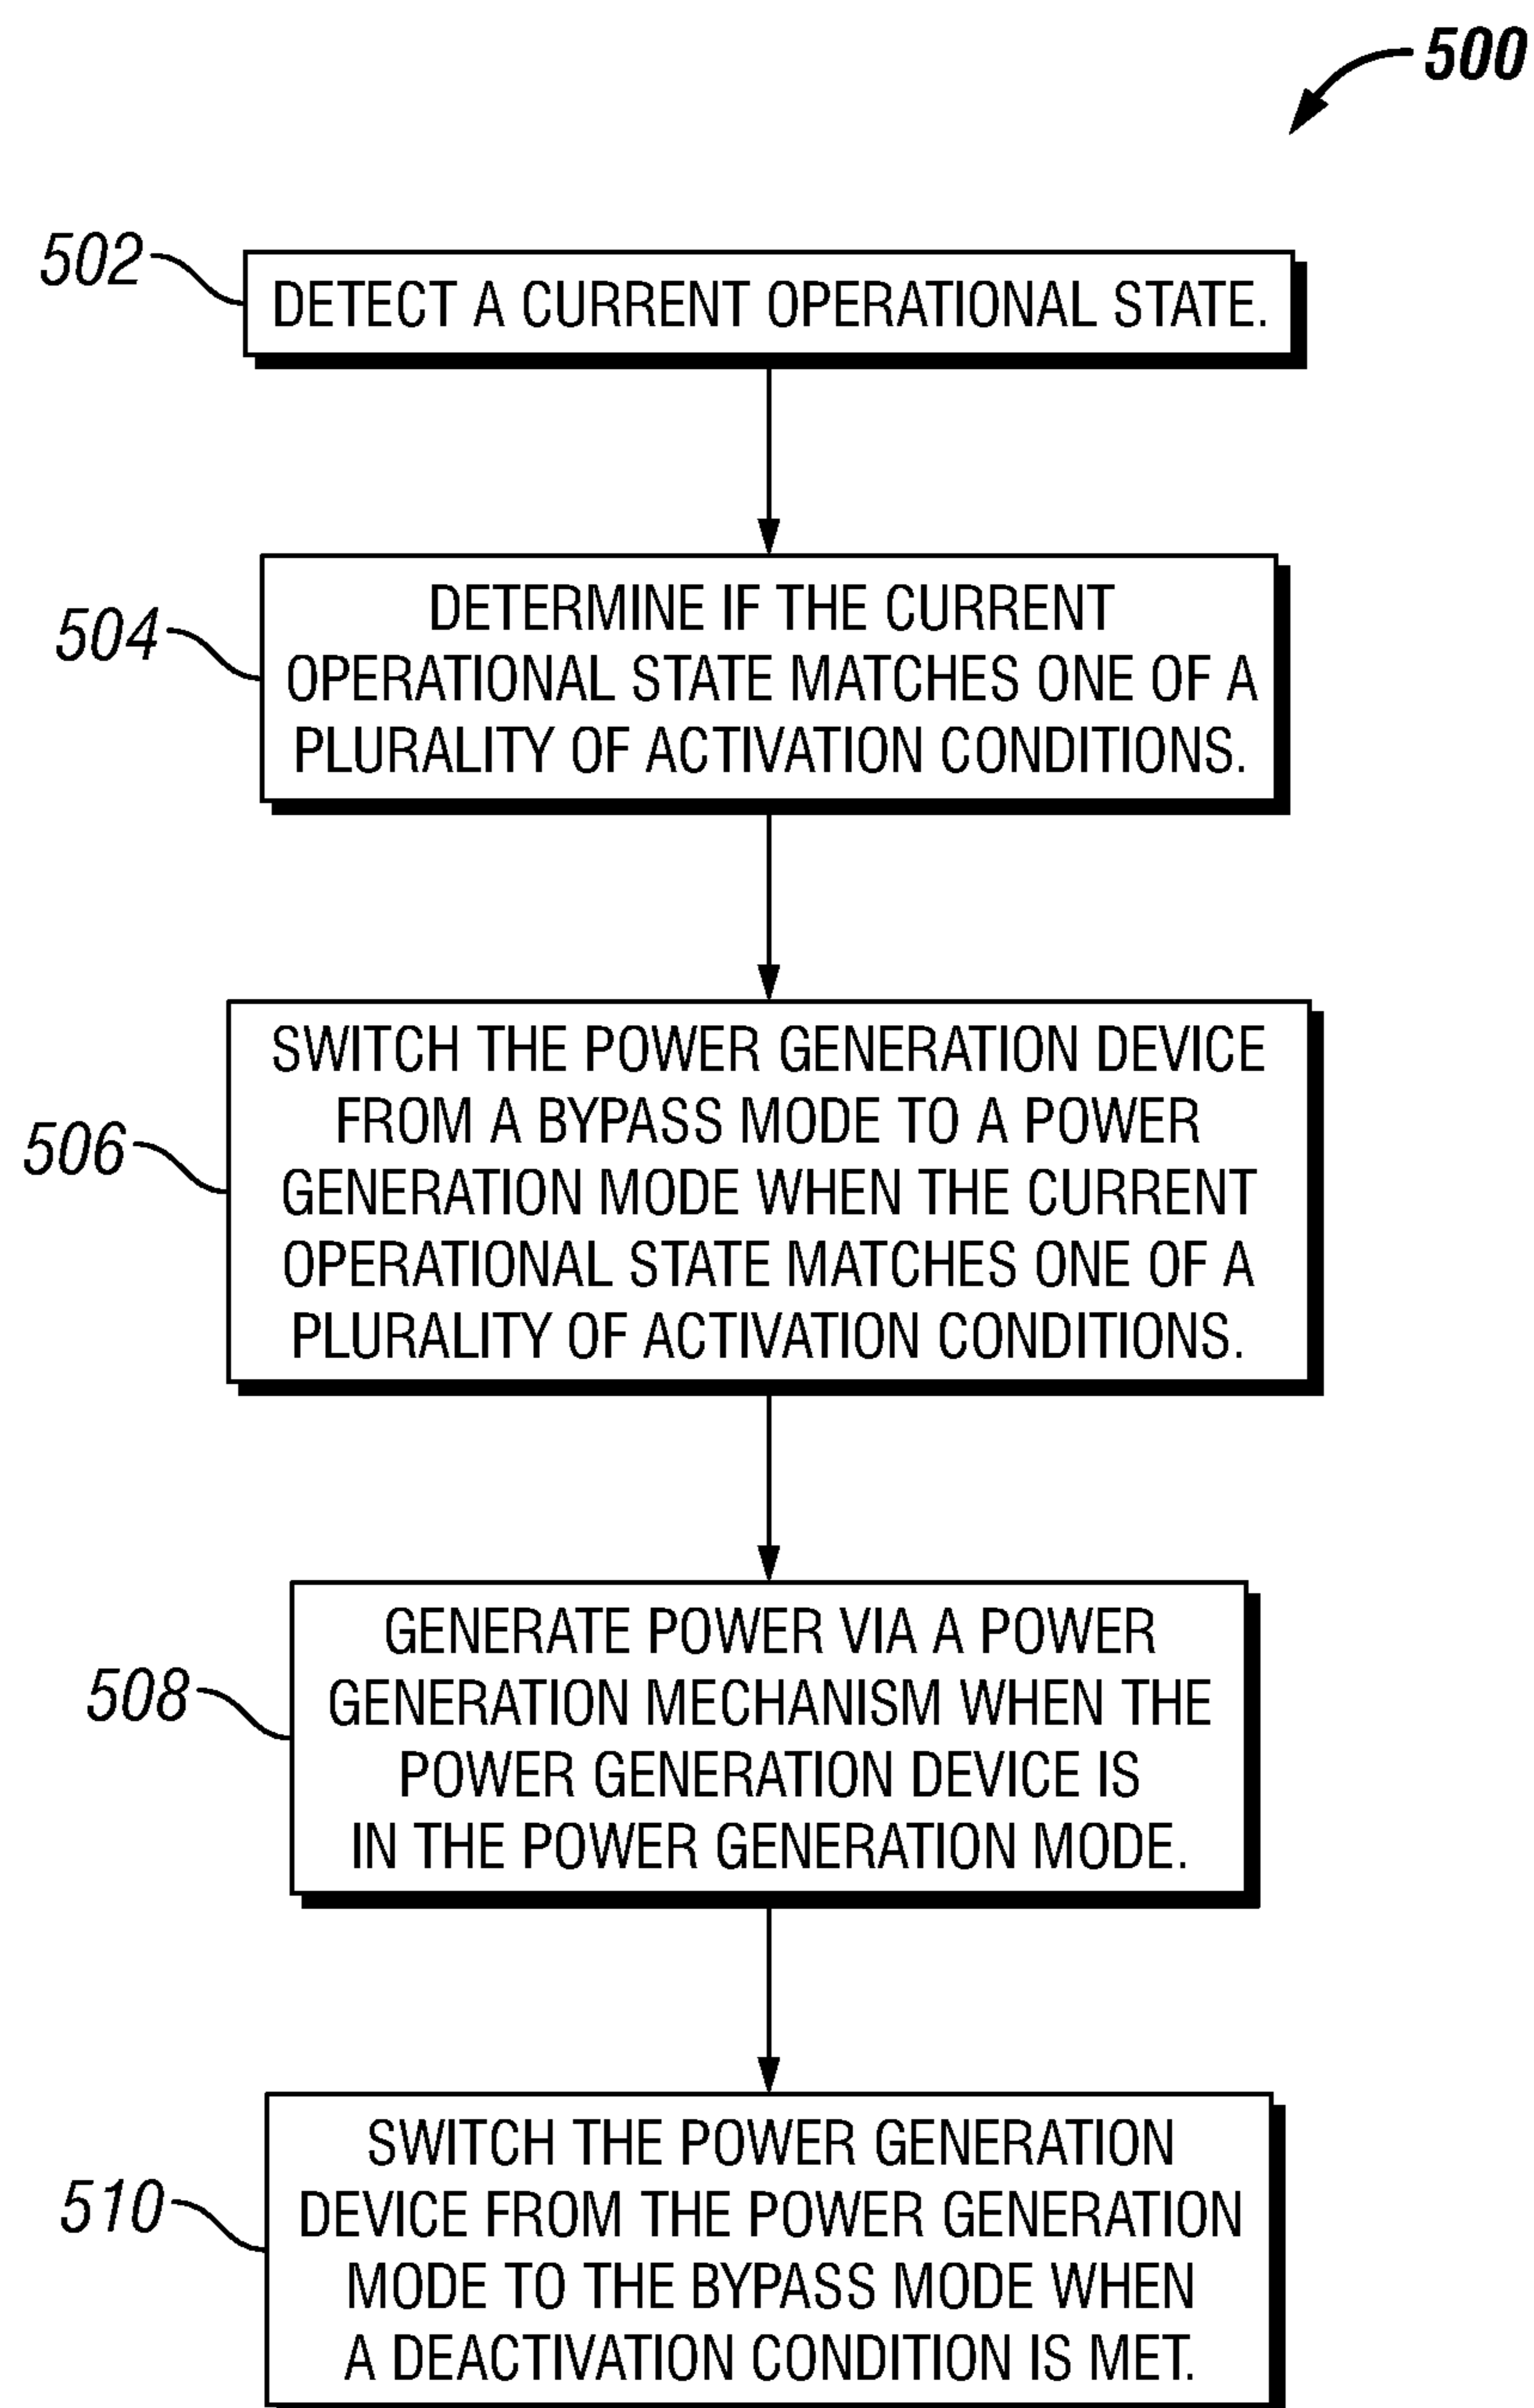 500
502
DETECT A CURRENT OPERATIONAL STATE.
504
DETERMINE IF THE CURRENT
OPERATIONAL STATE MATCHES ONE OF A
PLURALITY OF ACTIVATION CONDITIONS.
506
SWITCH THE POWER GENERATION DEVICE
FROM A BYPASS MODE TO A POWER
GENERATION MODE WHEN THE CURRENT
OPERATIONAL STATE MATCHES ONE OF A
PLURALITY OF ACTIVATION CONDITIONS.
508
GENERATE POWER VIA A POWER
GENERATION MECHANISM WHEN THE
POWER GENERATION DEVICE IS
IN THE POWER GENERATION MODE.
510
SWITCH THE POWER GENERATION
DEVICE FROM THE POWER GENERATION
MODE TO THE BYPASS MODE WHEN
A DEACTIVATION CONDITION IS MET.